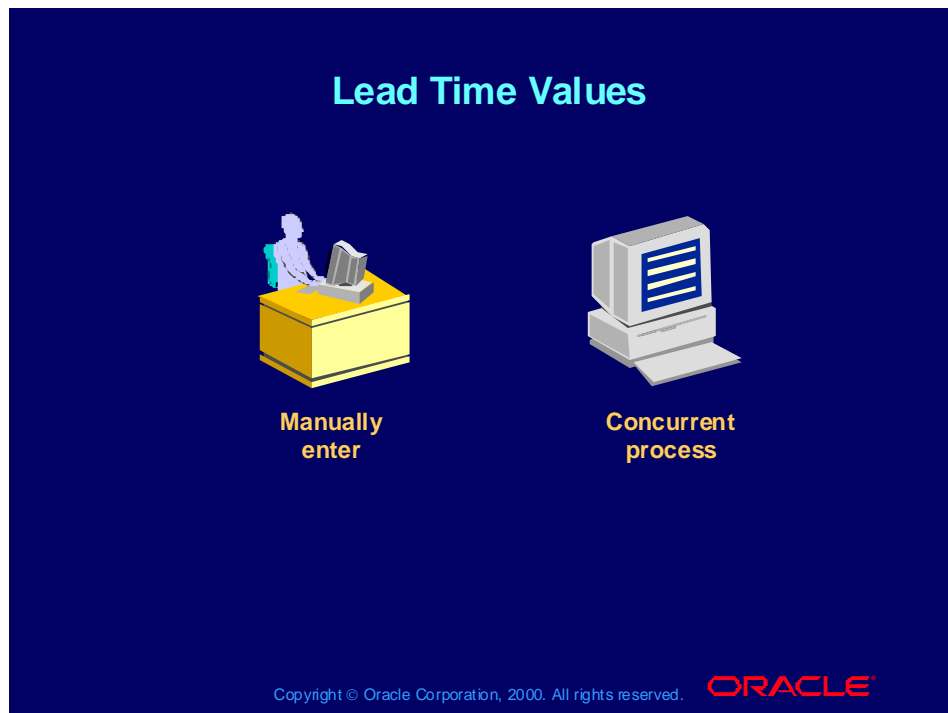 Lead Time Values
Manually
enter
Concurrent
process
Copyright © Oracle Corporation, 2000. All rights reserved.
ORACLE®